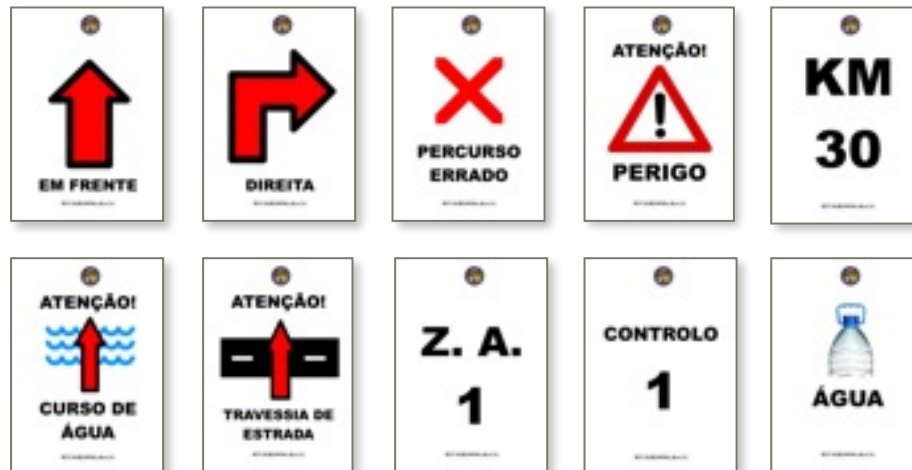 EM FRENTE
DIREITA
PERCURSO
ERRADO
ATENÇÃO!
PERIGO
KM
30
ATENÇÃO!
CURSO DE
ÁGUA
ATENÇÃO!
TRAVESSIA DE
ESTRADA
Z. A.
1
CONTROLO
1
ÁGUA